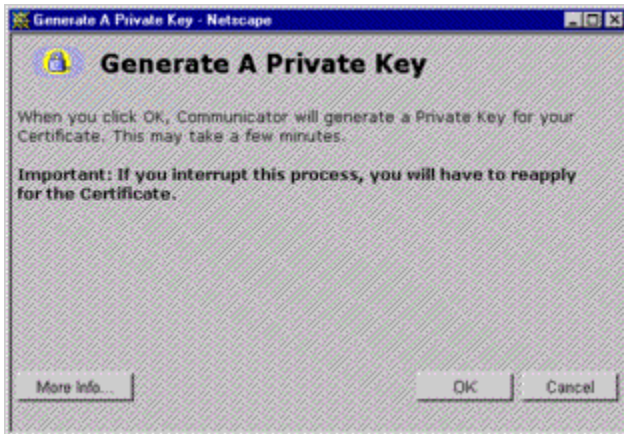 Generate A Private Key - Netscape
Generate A Private Key
When you click OK, Communicator will generate a Private Key for your
Certificate. This may take a few minutes.
Important: If you interrupt this process, you will have to reapply
for the Certificate.
More Info...
OK
Cancel